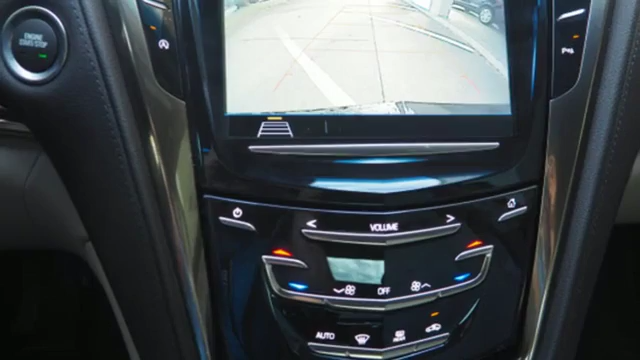 ENGINE
START/STOP
VOLUME
OFF
AUTO